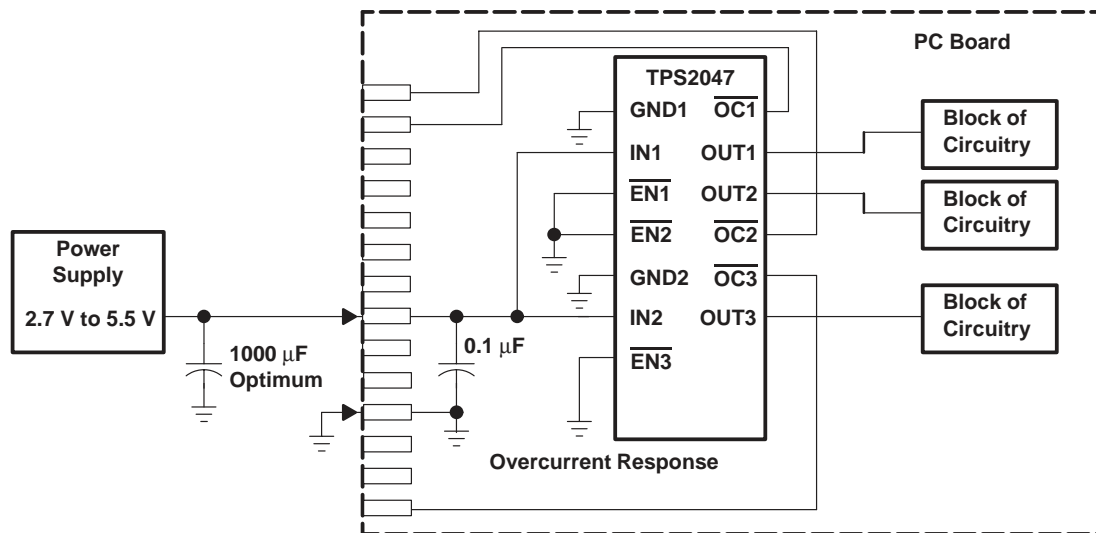 PC Board
TPS2047
GND1 OC1
IN1 OUT1
EN1 OUT2
EN2 OC2
GND2 OC3
IN2 OUT3
EN3
Block of
Circuitry
Block of
Circuitry
Block of
Circuitry
Power
Supply
2.7 V to 5.5 V
1000 μF
Optimum
0.1 μF
Overcurrent Response